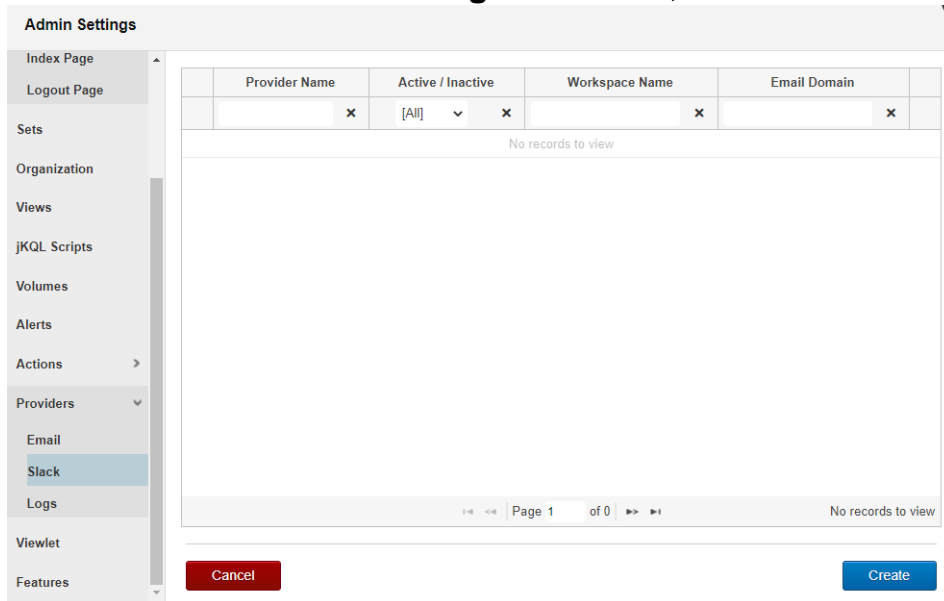 Admin Settings
Index Page
Logout Page
Sets
Organization
Views
jKQL Scripts
Volumes
Alerts
Actions
Providers
Email
Slack
Logs
Viewlet
Features
Provider Name Active / Inactive Workspace Name Email Domain
[All]
No records to view
Page 1 of 0 No records to view
Cancel Create